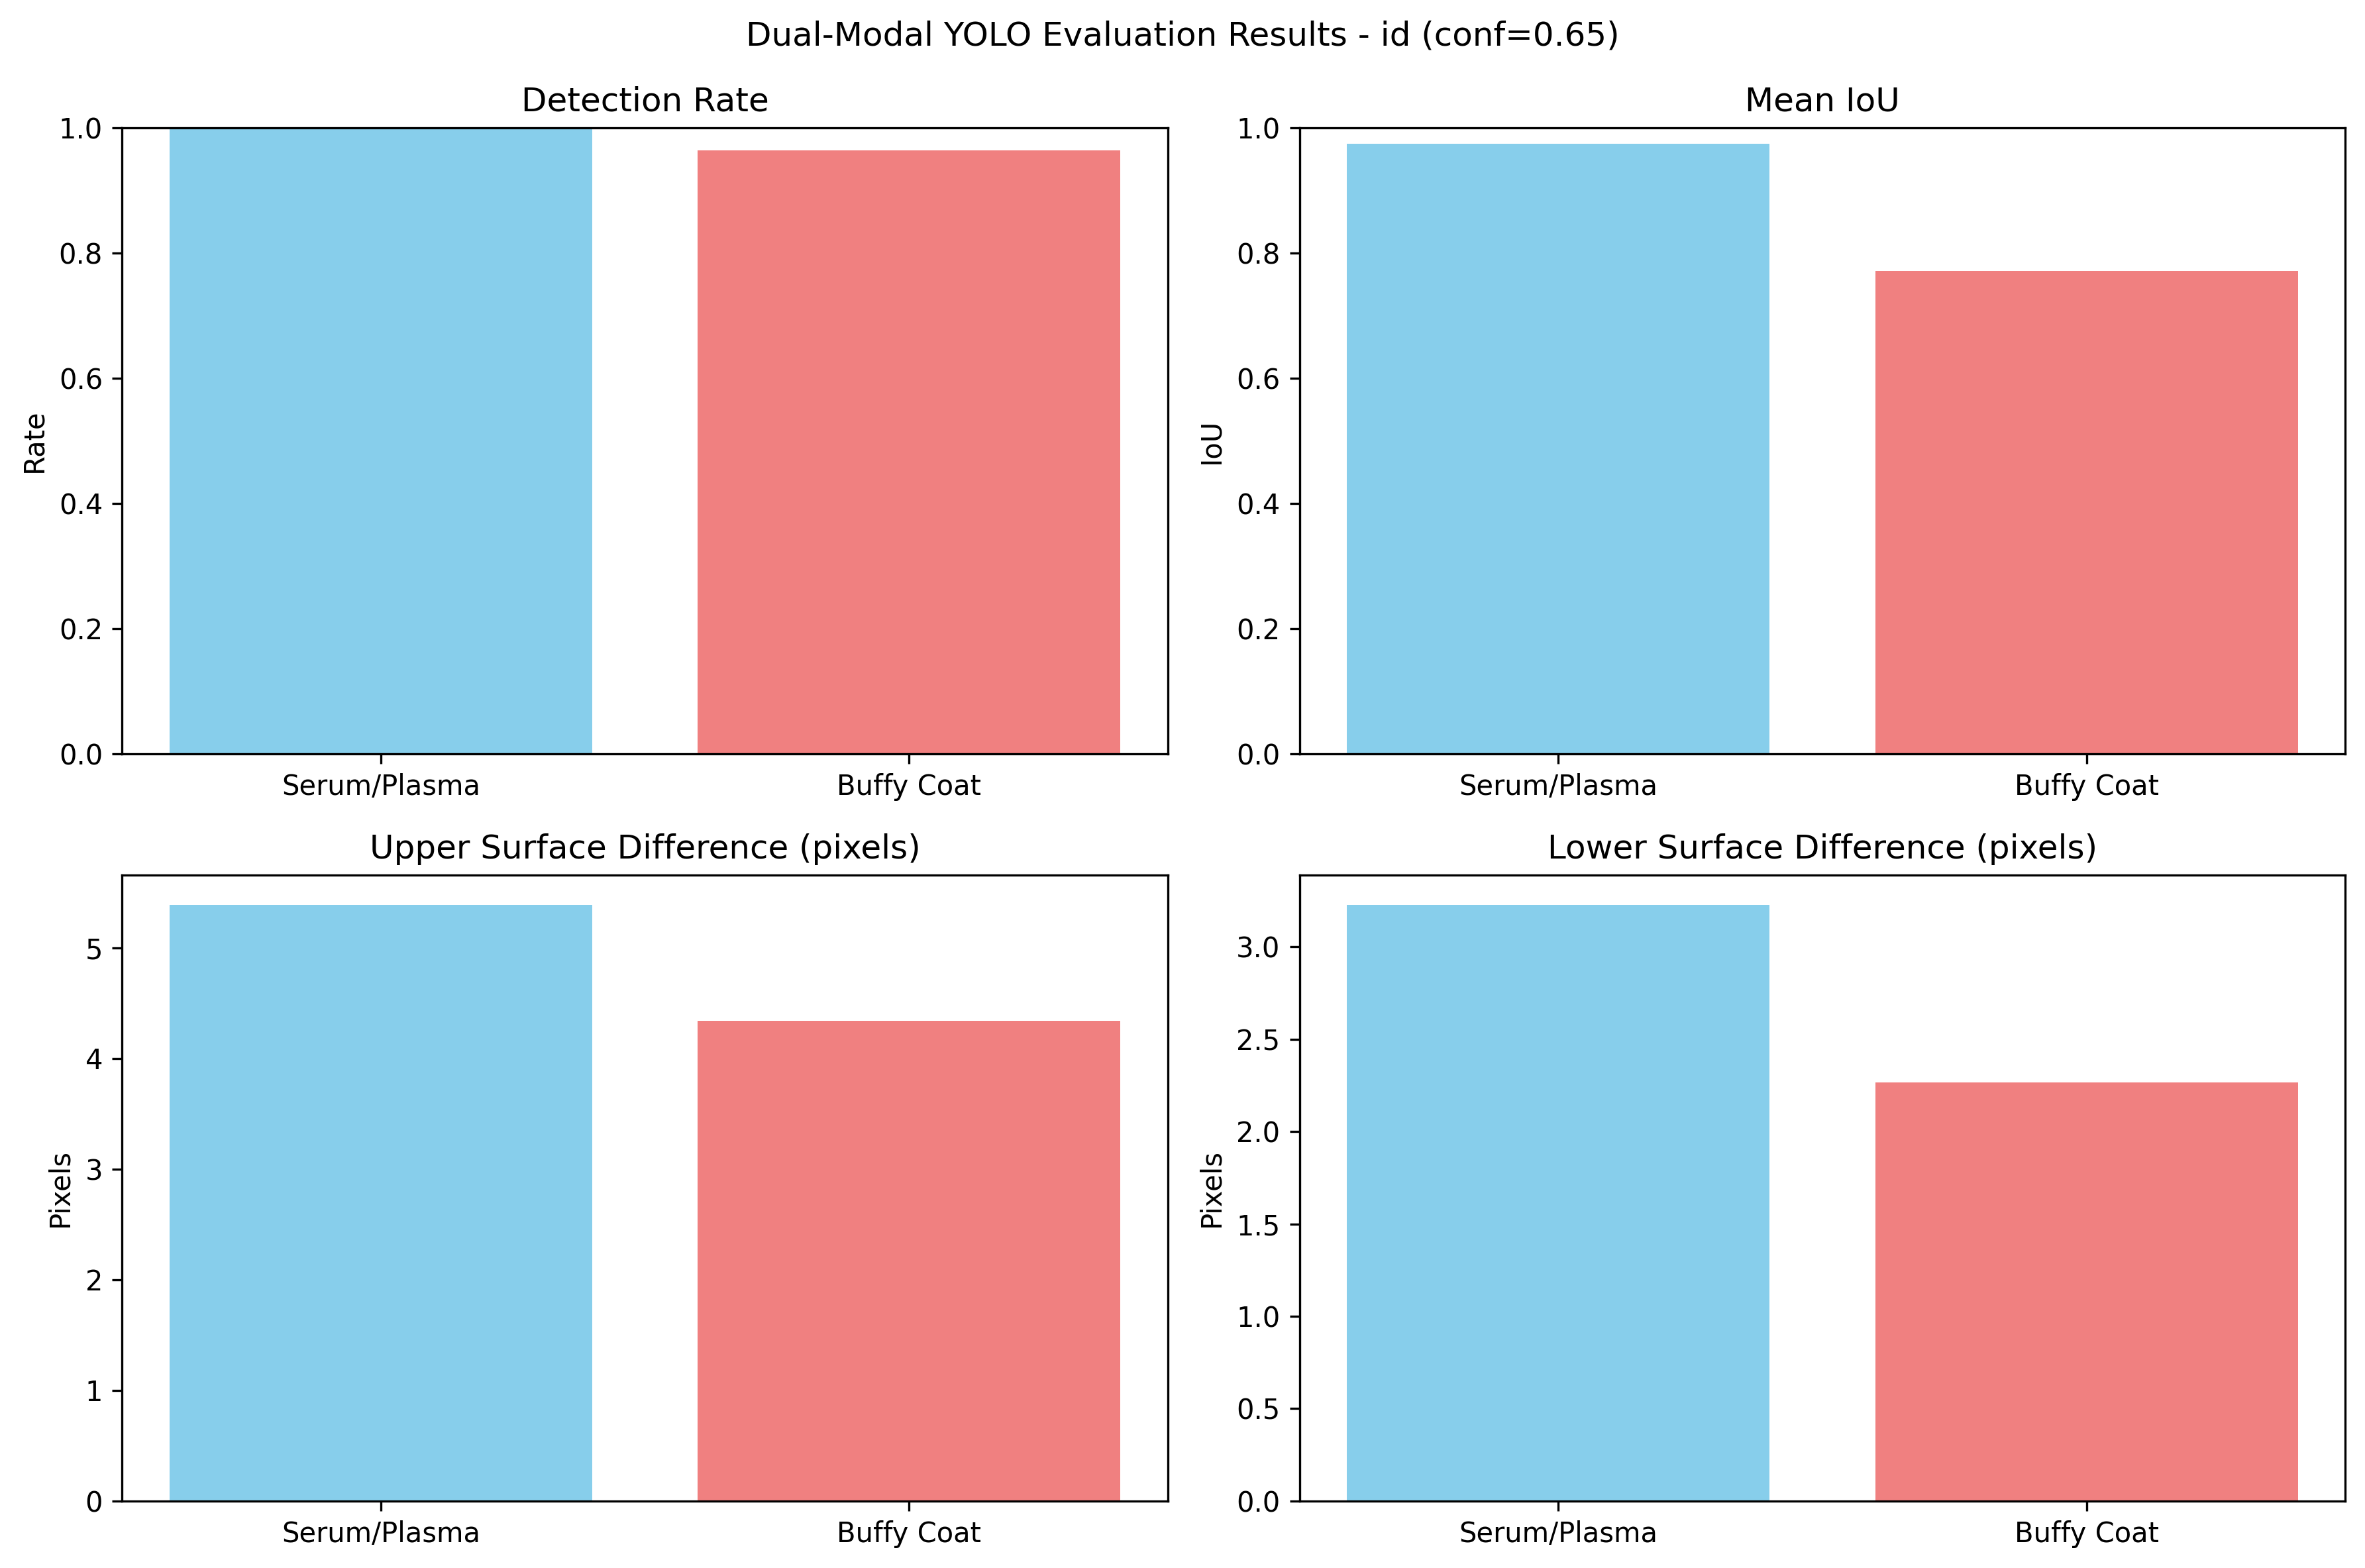 Dual-Modal YOLO Evaluation Results - id (conf=0.65)
Detection Rate
Rate
1.0
0.8
0.6
0.4
0.2
0.0
Serum/Plasma
Buffy Coat
Mean IoU
IoU
1.0
0.8
0.6
0.4
0.2
0.0
Serum/Plasma
Buffy Coat
Upper Surface Difference (pixels)
Pixels
5
4
3
2
1
0
Serum/Plasma
Buffy Coat
Lower Surface Difference (pixels)
Pixels
3.0
2.5
2.0
1.5
1.0
0.5
0.0
Serum/Plasma
Buffy Coat